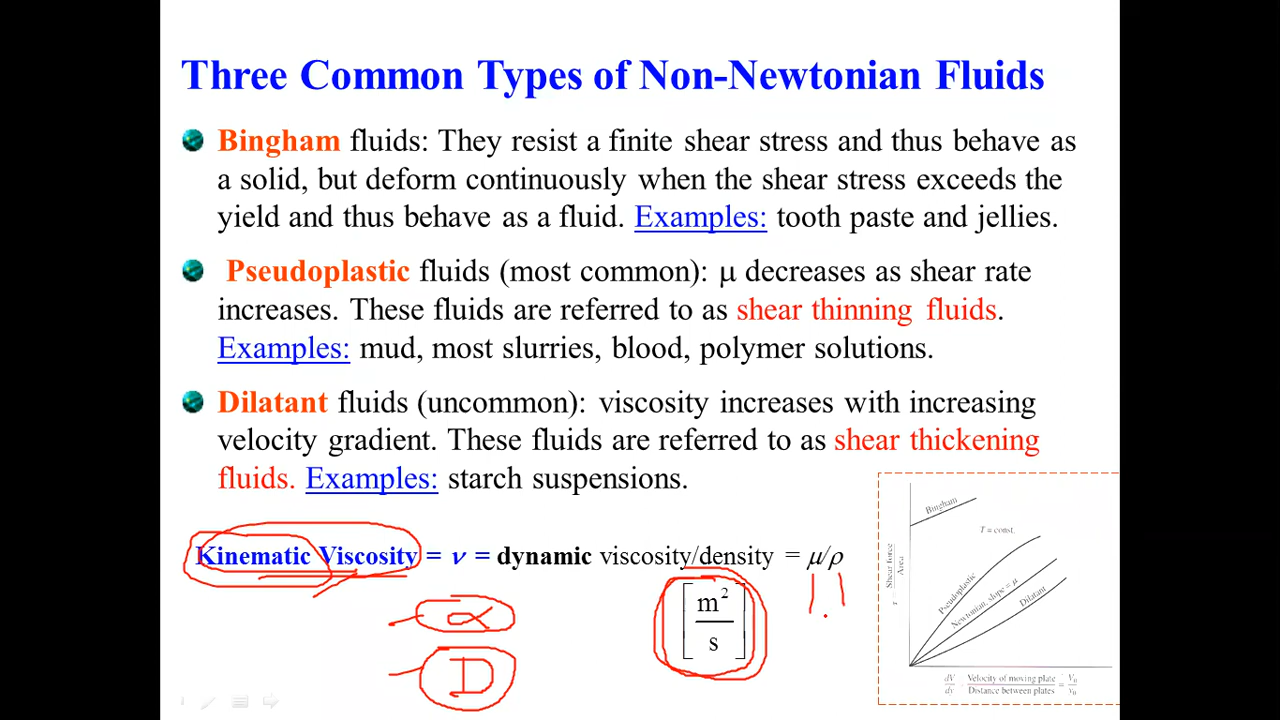 Three Common Types of Non-Newtonian Fluids
Bingham fluids: They resist a finite shear stress and thus behave as
a solid, but deform continuously when the shear stress exceeds the
yield and thus behave as a fluid. Examples: tooth paste and jellies.
Pseudoplastic fluids (most common): μ decreases as shear rate
increases. These fluids are referred to as shear thinning fluids.
Examples: mud, most slurries, blood, polymer solutions.
Dilatant fluids (uncommon): viscosity increases with increasing
velocity gradient. These fluids are referred to as shear thickening
fluids. Examples: starch suspensions.
Kinematic Viscosity = ν = dynamic viscosity/density = μ/ρ
[m²/s]
α
D
Bingham
T = const.
Pseudoplastic
Newtonian, slope = μ
Dilatant
τ Shear force
Area
dV/dy Velocity of moving plate/Distance between plates = V₀/y₀